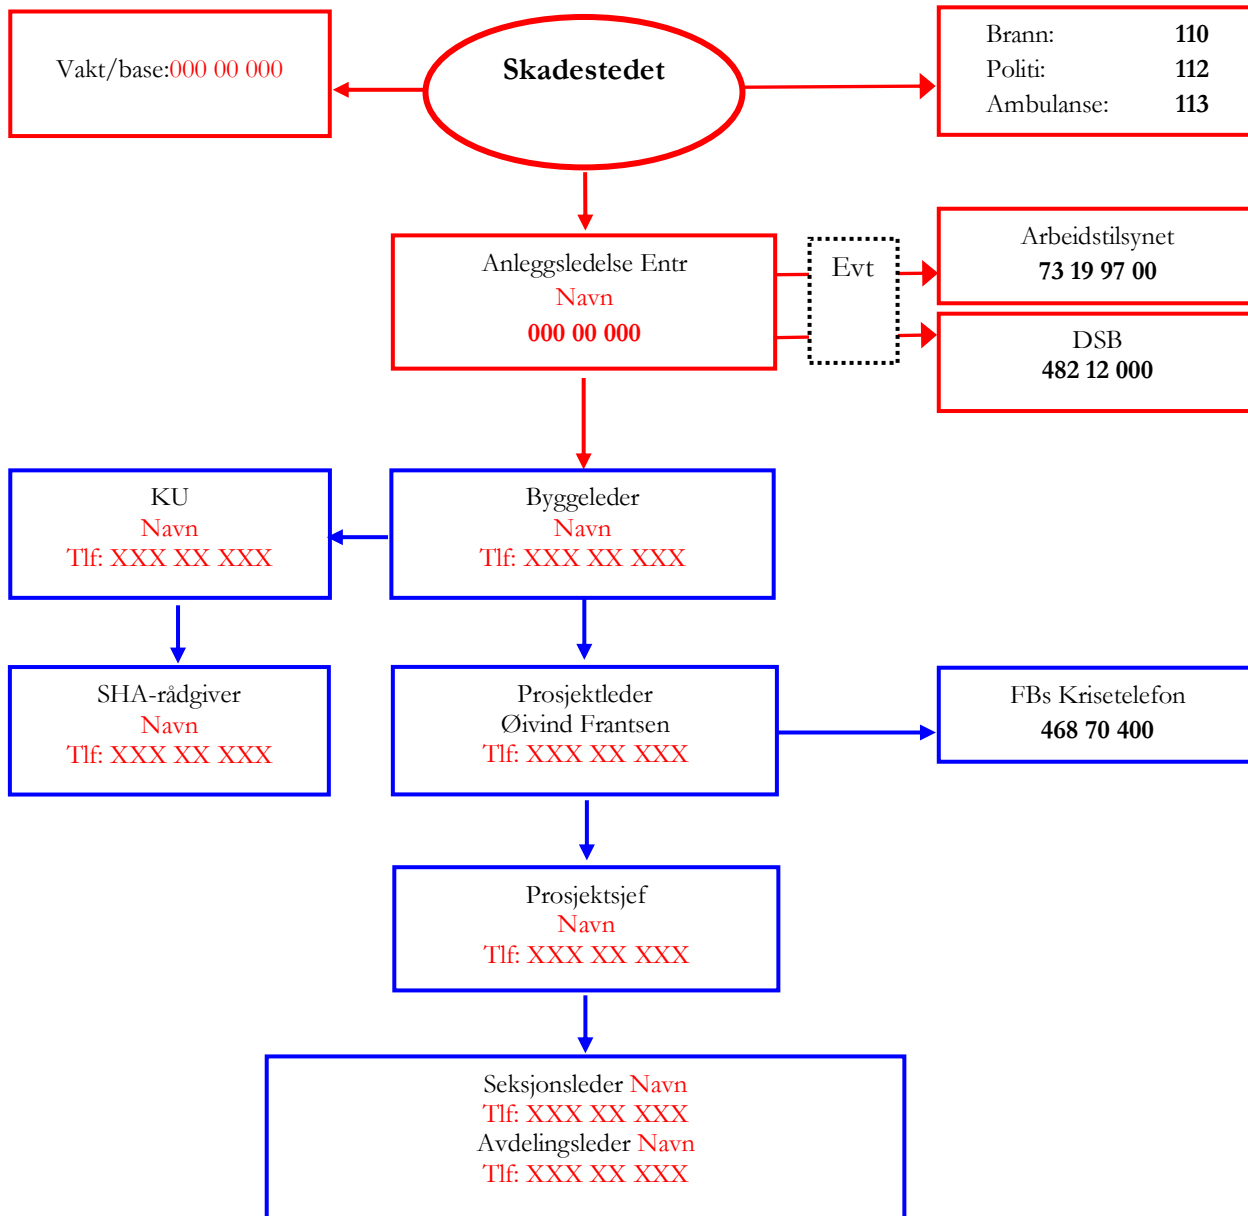 Vakt/base:000 00 000
Skadestedet
Brann: 110
Politi: 112
Ambulanse: 113
Anleggsledelse Entr
Navn
000 00 000
Evt
Arbeidstilsynet
73 19 97 00
DSB
482 12 000
KU
Navn
Tlf: XXX XX XXX
Byggeleder
Navn
Tlf: XXX XX XXX
SHA-rådgiver
Navn
Tlf: XXX XX XXX
Prosjektleder
Øivind Frantsen
Tlf: XXX XX XXX
FBs Krisetelefon
468 70 400
Prosjektsjef
Navn
Tlf: XXX XX XXX
Seksjonsleder Navn
Tlf: XXX XX XXX
Avdelingsleder Navn
Tlf: XXX XX XXX